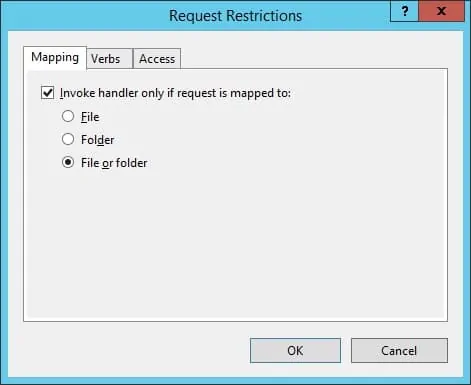 Request Restrictions
? x
Mapping Verbs Access
Invoke handler only if request is mapped to:
File
Folder
File or folder
OK Cancel